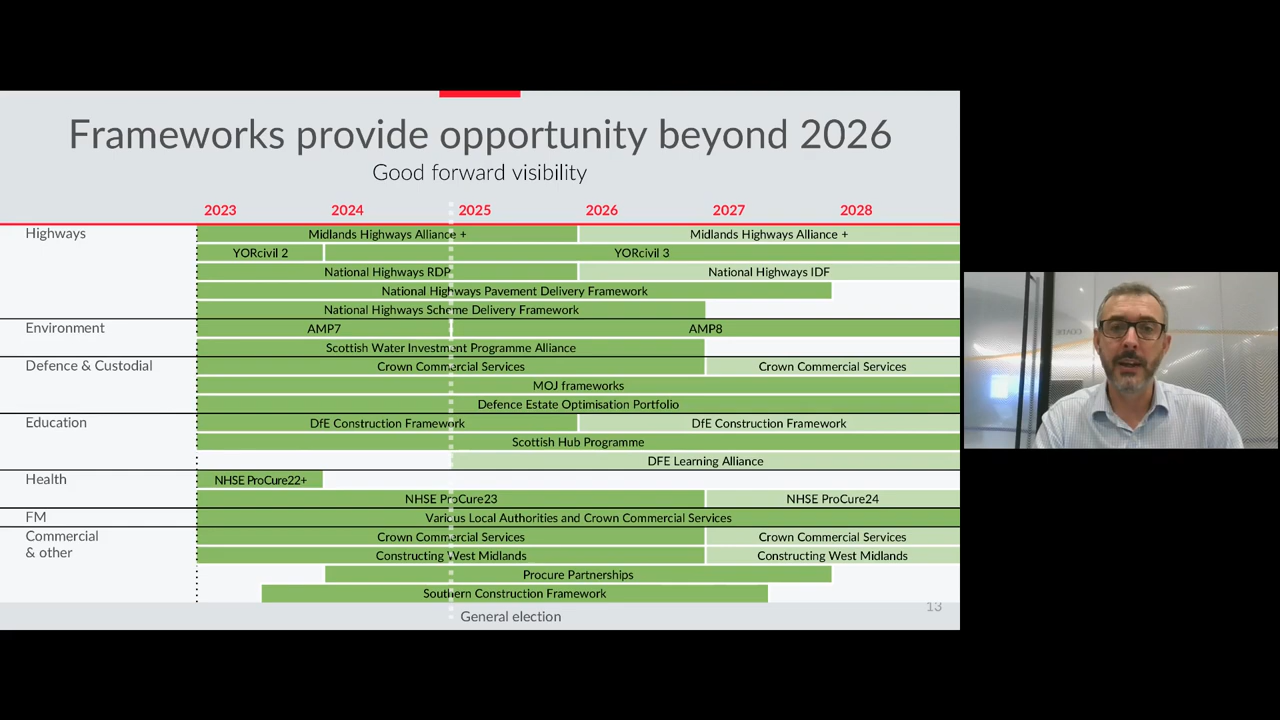 Frameworks provide opportunity beyond 2026
Good forward visibility
2023 2024 2025 2026 2027 2028
Highways Midlands Highways Alliance + Midlands Highways Alliance +
YORcivil 2 YORcivil 3
National Highways RDP National Highways IDF
National Highways Pavement Delivery Framework
National Highways Scheme Delivery Framework
Environment AMP7 AMP8
Scottish Water Investment Programme Alliance
Defence & Custodial Crown Commercial Services Crown Commercial Services
MOJ frameworks
Defence Estate Optimisation Portfolio
Education DfE Construction Framework DfE Construction Framework
Scottish Hub Programme
DFE Learning Alliance
Health NHSE ProCure22+
NHSE ProCure23 NHSE ProCure24
FM Various Local Authorities and Crown Commercial Services
Commercial Crown Commercial Services Crown Commercial Services
& other Constructing West Midlands Constructing West Midlands
Procure Partnerships
Southern Construction Framework
13
General election